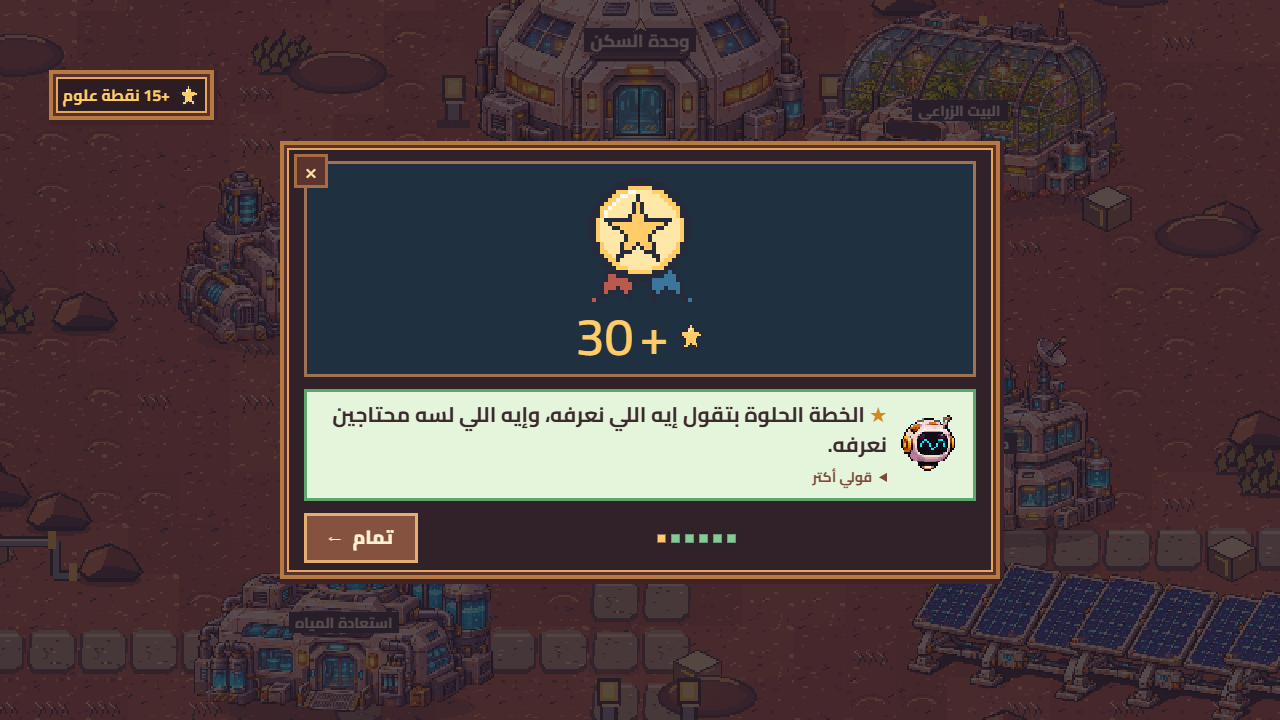 وحدة السكن
+15 نقطة علوم
البيت الزراعي
×
30 +
★ الخطة الحلوة بتقول إيه اللي نعرفه، وإيه اللي لسه محتاجين
نعرفه.
◄ قولي أكتر
تمام ←
استعادة المياه